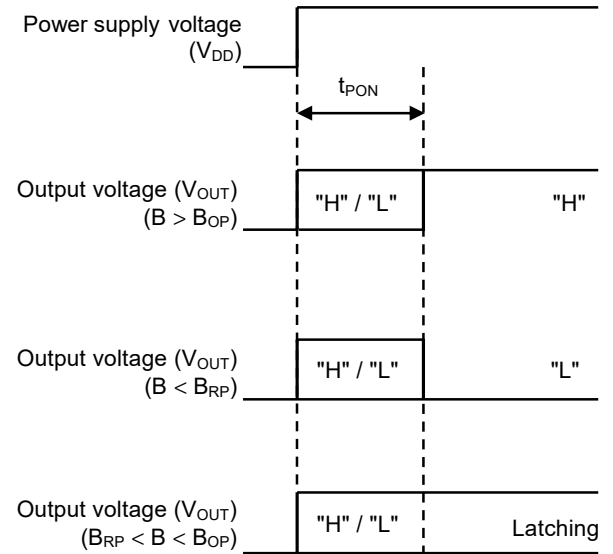 Power supply voltage
(VDD)
tPON
Output voltage (VOUT)
(B > BOP)
"H" / "L"
"H"
Output voltage (VOUT)
(B < BRP)
"H" / "L"
"L"
Output voltage (VOUT)
(BRP < B < BOP)
"H" / "L"
Latching